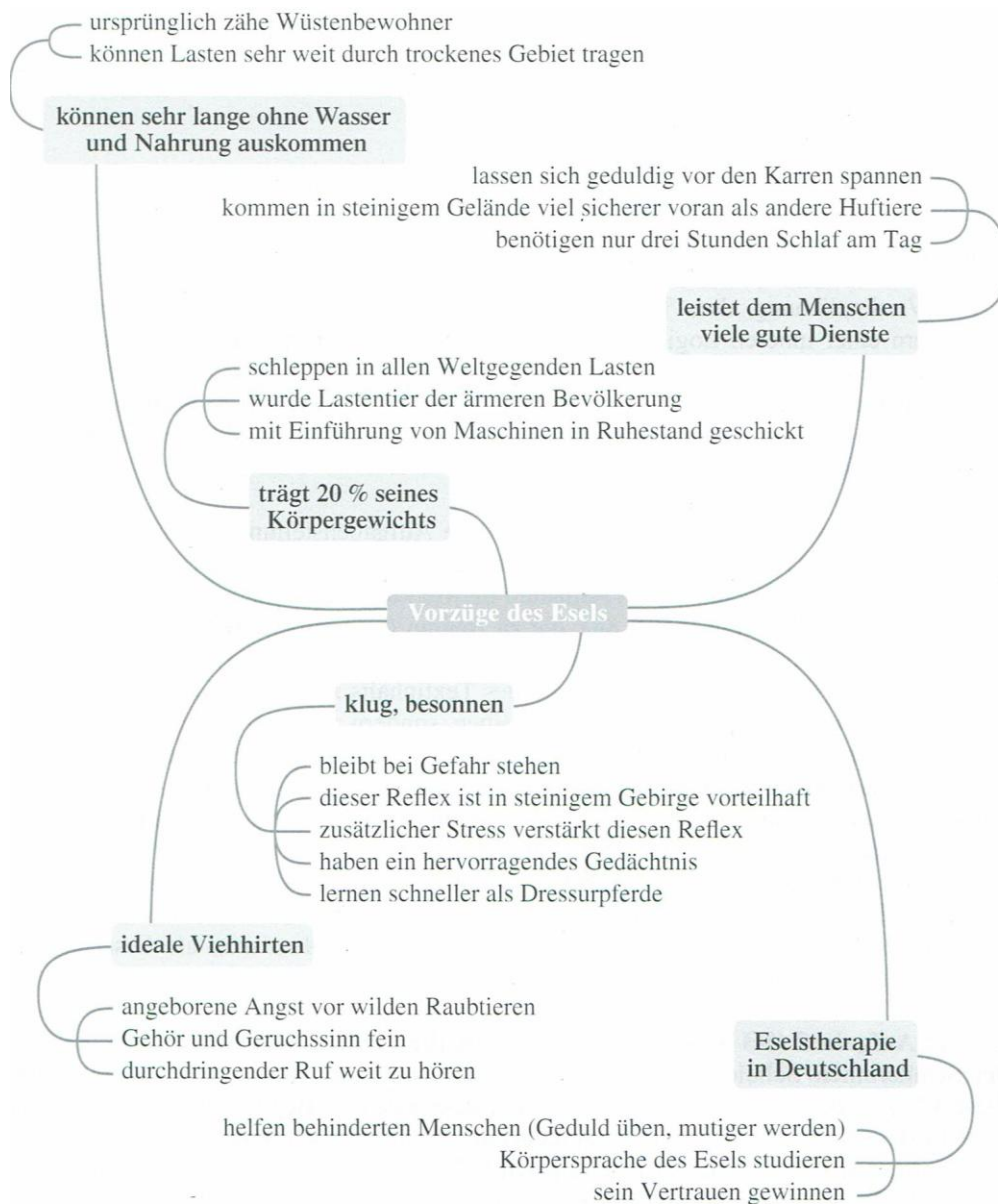 ursprünglich zähe Wüstenbewohner
können Lasten sehr weit durch trockenes Gebiet tragen
können sehr lange ohne Wasser
und Nahrung auskommen
lassen sich geduldig vor den Karren spannen
kommen in steinigem Gelände viel sicherer voran als andere Huftiere
benötigen nur drei Stunden Schlaf am Tag
leistet dem Menschen
viele gute Dienste
schleppen in allen Weltgegenden Lasten
wurde Lastentier der ärmeren Bevölkerung
mit Einführung von Maschinen in Ruhestand geschickt
trägt 20 % seines
Körpergewichts
Vorzüge des Esels
klug, besonnen
bleibt bei Gefahr stehen
dieser Reflex ist in steinigem Gebirge vorteilhaft
zusätzlicher Stress verstärkt diesen Reflex
haben ein hervorragendes Gedächtnis
lernen schneller als Dressurpferde
ideale Viehhirten
angeborene Angst vor wilden Raubtieren
Gehör und Geruchssinn fein
durchdringender Ruf weit zu hören
Eselstherapie
in Deutschland
helfen behinderten Menschen (Geduld üben, mutiger werden)
Körpersprache des Esels studieren
sein Vertrauen gewinnen